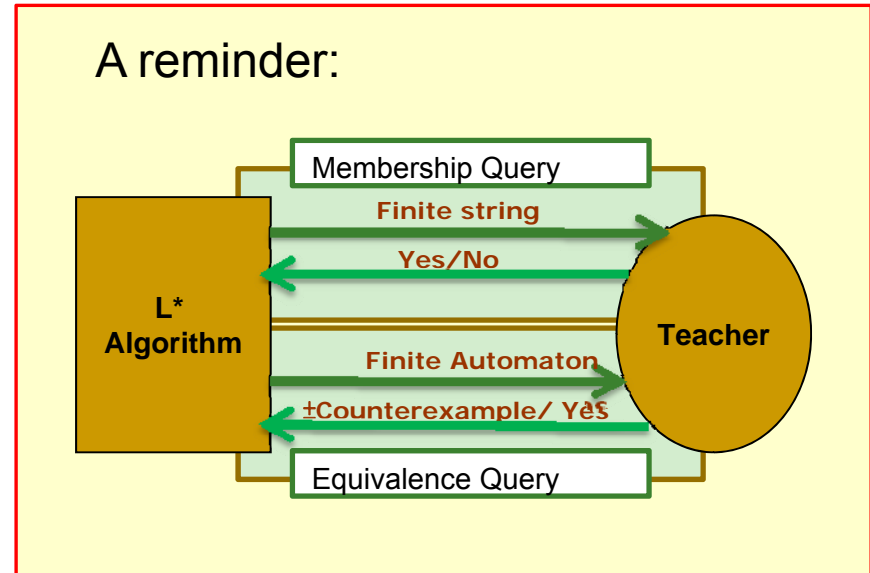 A reminder:
Membership Query
Finite string
Yes/No
L*
Algorithm
Teacher
Finite Automaton
±Counterexample/ Yes
Equivalence Query